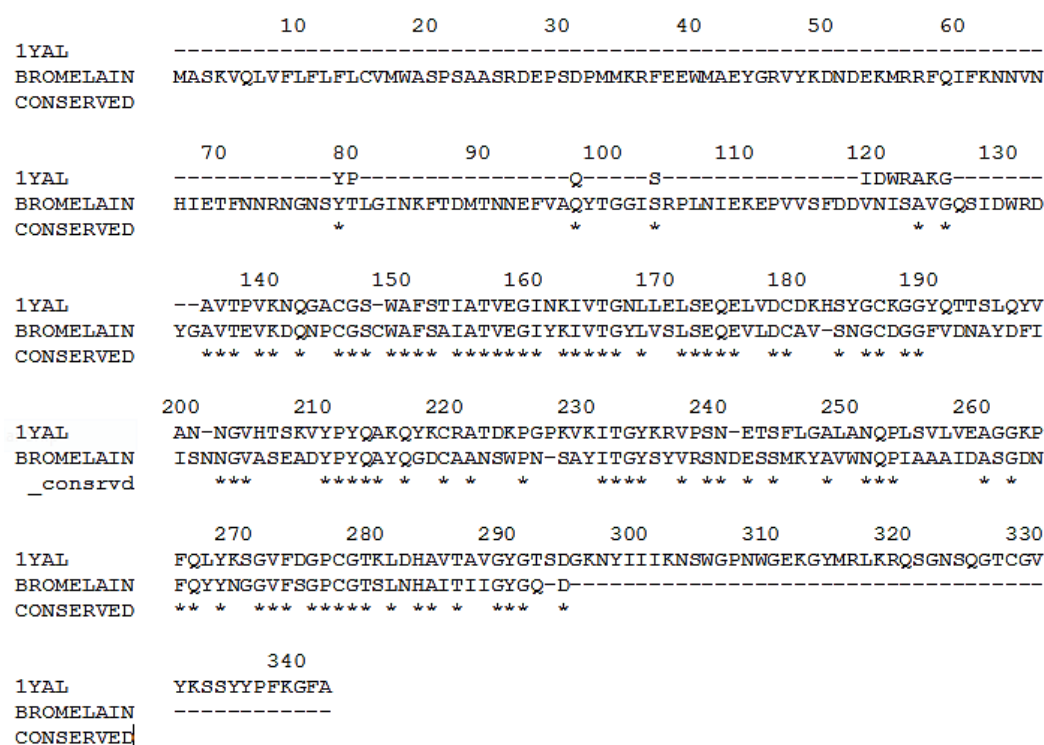 10 20 30 40 50 60
1YAL ------------------------------------------------------------------
BROMELAIN MASKVQLVFLFLFLCVMWASPSAASRDEPSDPMMKRFEEWMAEYGRVYKDNDEKMRRFQIFKNNVN
CONSERVED
70 80 90 100 110 120 130
1YAL ------------YP----------------Q-----S---------------IDWRAKG-------
BROMELAIN HIETFNNRNGNSYTLGINKFTDMTNNEFVAQYTGGISRPLNIEKEPVVSFDDVNISAVGQSIDWRD
CONSERVED * * * * *
140 150 160 170 180 190
1YAL --AVTPVKNQGACGS-WAFSTIATVEGINKIVTGNLLELSEQELVDCDKHSYGCKGGYQTTSLQYV
BROMELAIN YGAVTEVKDQNPCGSCWAFSAIATVEGIYKIVTGYLVSLSEQEVLDCAV-SNGCDGGFVDNAYDFI
CONSERVED *** ** * *** **** ******* ***** * ***** ** * ** **
200 210 220 230 240 250 260
1YAL AN-NGVHTSKVYPYQAKQYKCRATDKPGPKVKITGYKRVPSN-ETSFLGALANQPLSVLVEAGGKP
BROMELAIN ISNNGVASEADYPYQAYQGDCAANSWPN-SAYITGYSYVRSNDESSMKYAVWNQPIAAAIDASGDN
_consrvd *** ***** * * * * **** * ** * * * *** * *
270 280 290 300 310 320 330
1YAL FQLYKSGVFDGPCGTKLDHAVTAVGYGTSDGKNYIIIKNSWGPNWGEKGYMRLKRQSGNSQGTCGV
BROMELAIN FQYYNGGVFSGPCGTSLNHAITIIGYGQ-D------------------------------------
CONSERVED ** * *** ***** * ** * *** *
340
1YAL YKSSYYPFKGFA
BROMELAIN ------------
CONSERVED